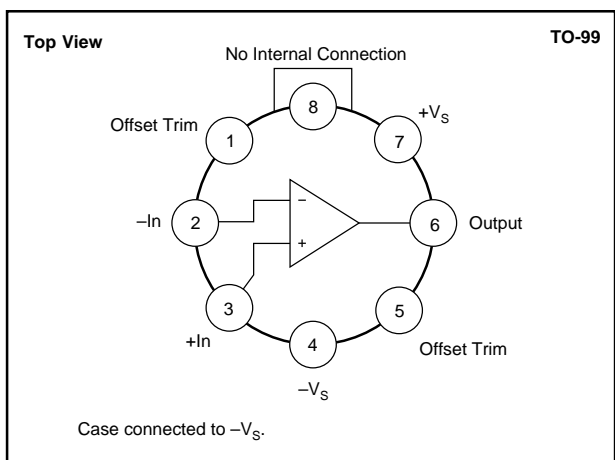 Top View
TO-99
No Internal Connection
8
+VS
7
Offset Trim
1
–In
2
–
+
6
Output
3
+In
5
Offset Trim
4
–VS
Case connected to –VS.